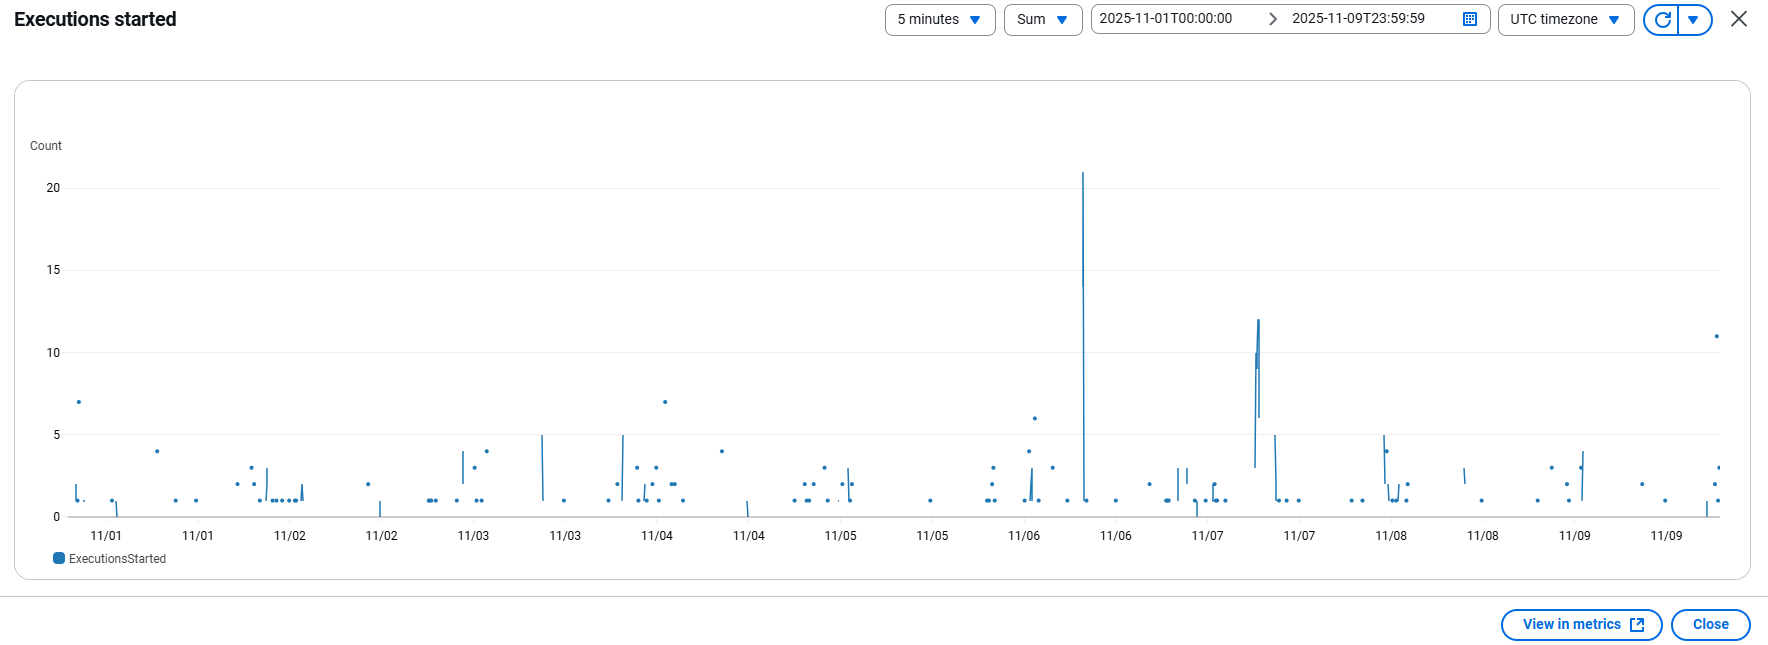 Executions started
5 minutes
Sum
2025-11-01T00:00:00
2025-11-09T23:59:59
UTC timezone
Count
20
15
10
5
0
11/01
11/01
11/02
11/02
11/03
11/03
11/04
11/04
11/05
11/05
11/06
11/06
11/07
11/07
11/08
11/08
11/09
11/09
ExecutionsStarted
View in metrics
Close